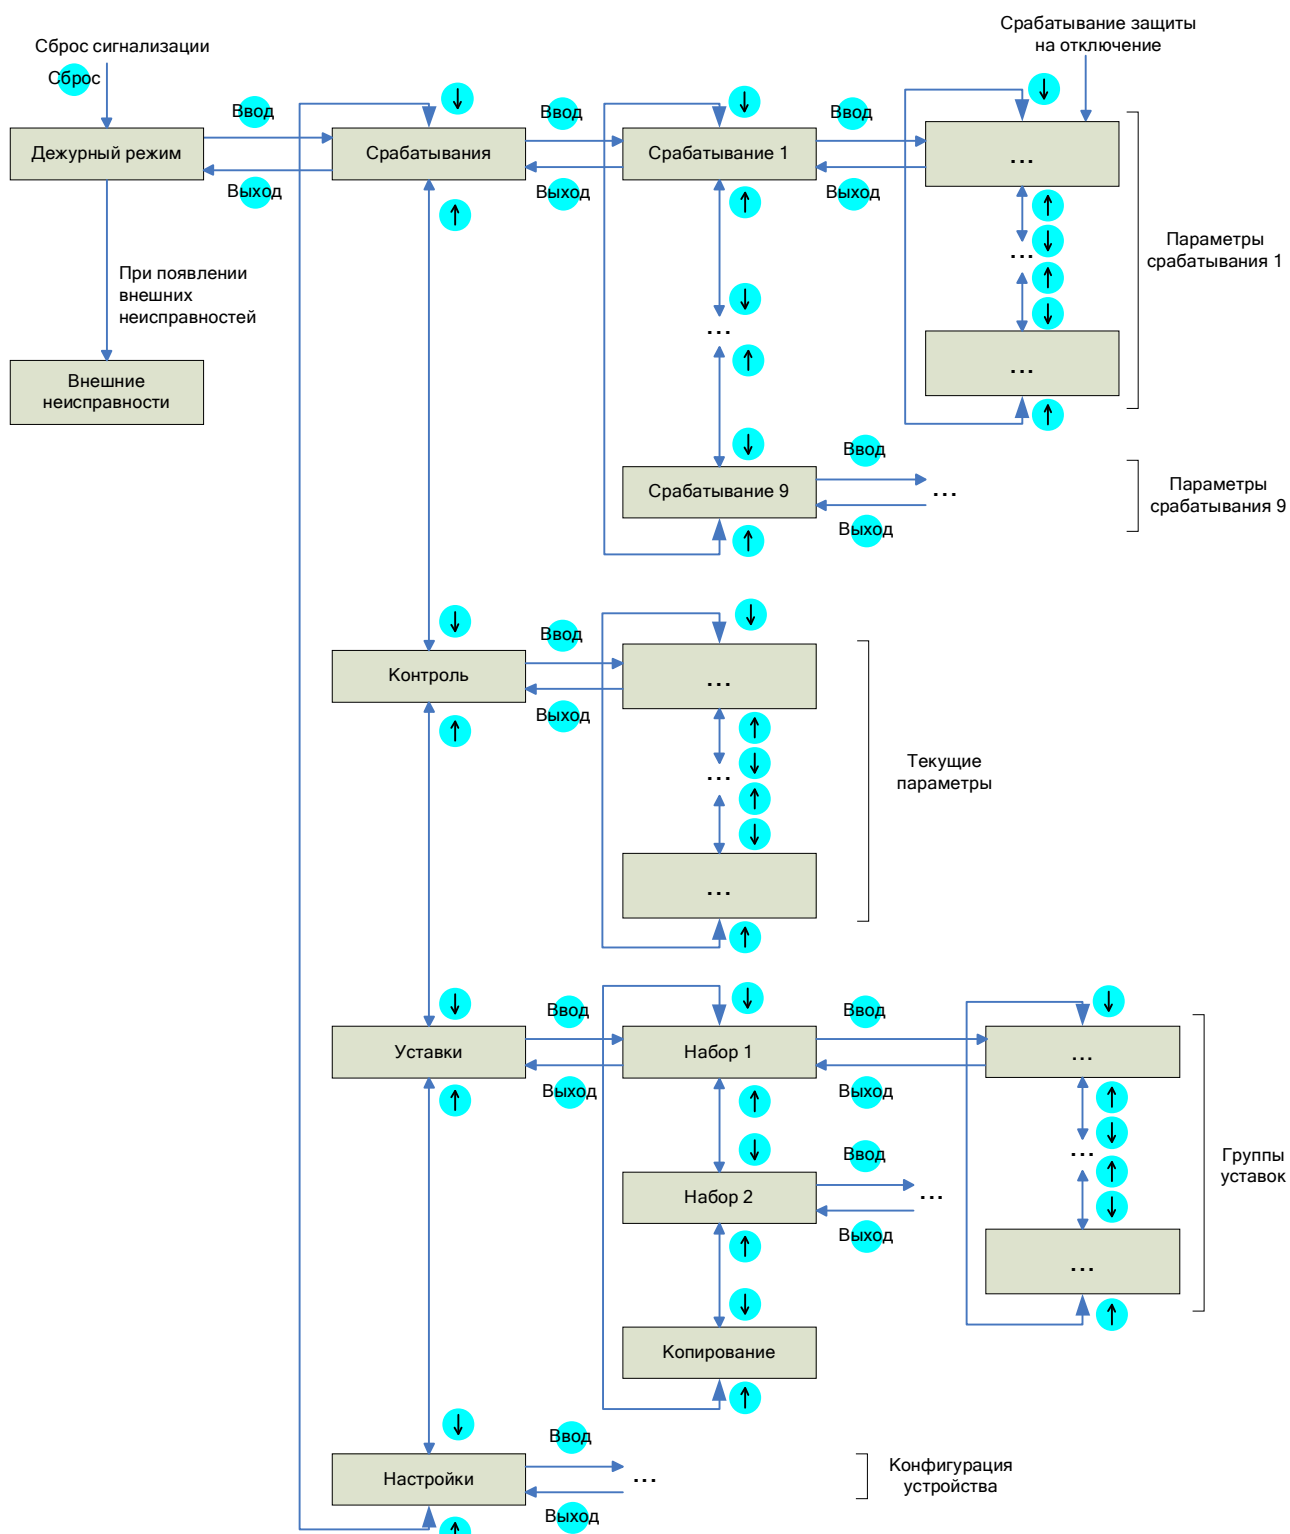 Сброс сигнализации
Сброс
Срабатывание защиты
на отключение
Ввод
Ввод
Ввод
Дежурный режим
Срабатывания
Срабатывание 1
...
Выход
Выход
Выход
Параметры
срабатывания 1
...
При появлении
внешних
неисправностей
...
...
Внешние
неисправности
Ввод
Срабатывание 9
...
Выход
Параметры
срабатывания 9
Ввод
Контроль
...
Выход
...
Текущие
параметры
...
Ввод
Ввод
Уставки
Набор 1
...
Выход
Выход
Ввод
...
Группы
уставок
Набор 2
...
Выход
...
Копирование
Ввод
Настройки
...
Выход
Конфигурация
устройства